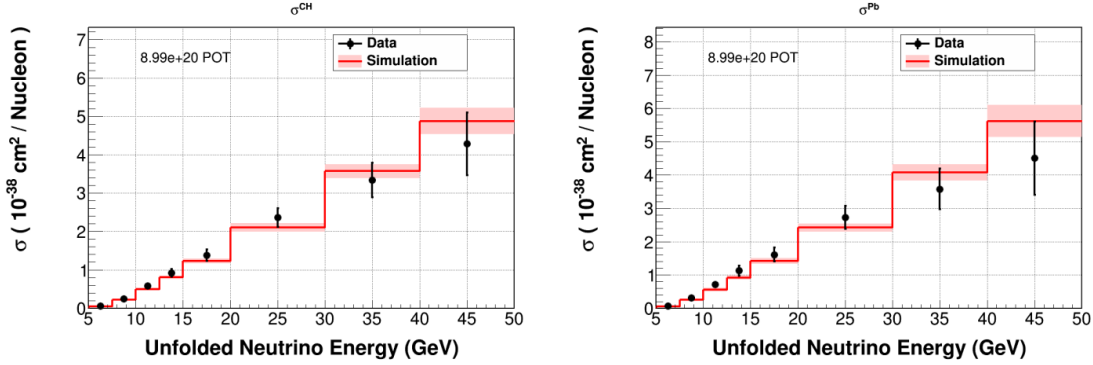 σ^CH
σ ( 10^-38 cm^2 / Nucleon )
8.99e+20 POT
Data
Simulation
7
6
5
4
3
2
1
0
5 10 15 20 25 30 35 40 45 50
Unfolded Neutrino Energy (GeV)
σ^Pb
σ ( 10^-38 cm^2 / Nucleon )
8.99e+20 POT
Data
Simulation
8
7
6
5
4
3
2
1
0
5 10 15 20 25 30 35 40 45 50
Unfolded Neutrino Energy (GeV)